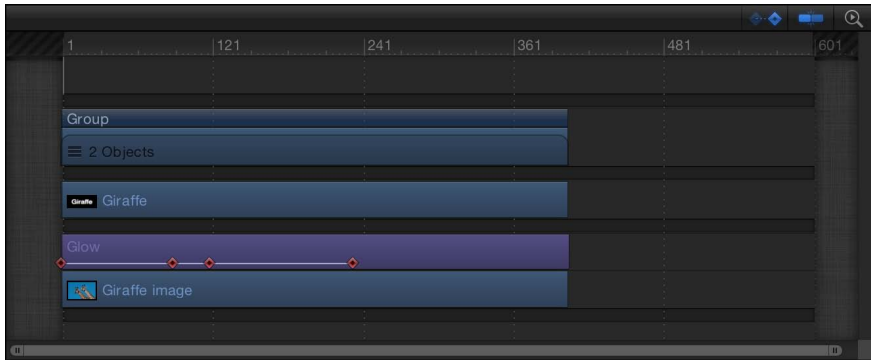 1 121 241 361 481 601
Group
2 Objects
Giraffe Giraffe
Glow
Giraffe image